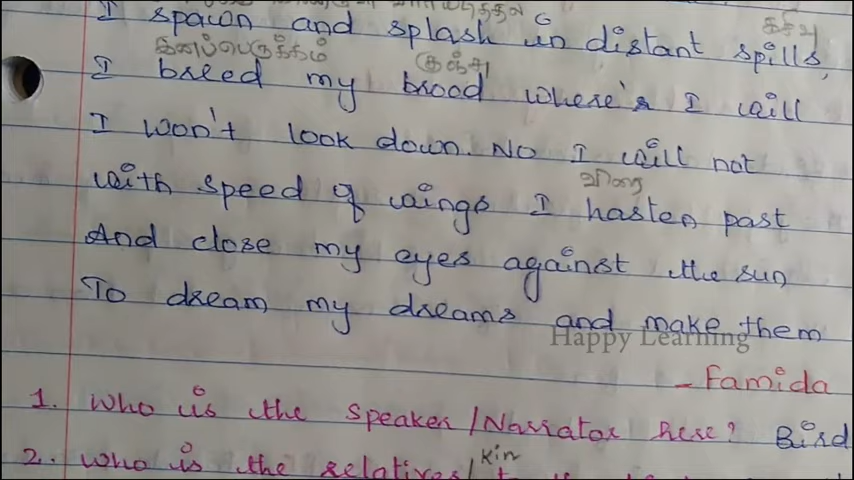 I spawn and splash in distant spills,
இனப்பெருக்கம் குஞ்சு
I breed my brood where's I will
I won't look down. No I will not
விரை
With speed of wings I hasten past
And close my eyes against the sun
To dream my dreams and make them
Happy Learning
- Famida
1. Who is the speaker/Narrator here? Bird
kin
2. Who is the relatives/